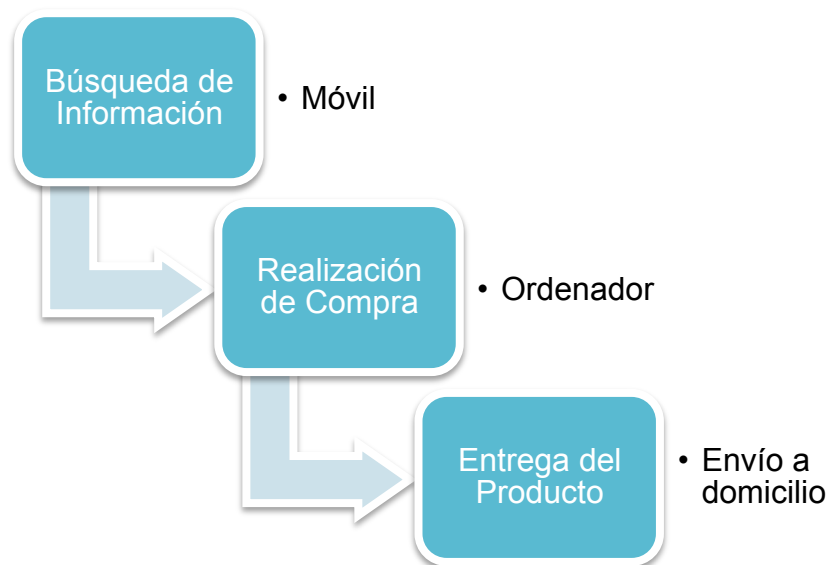 Búsqueda de
Información
• Móvil
Realización
de Compra
• Ordenador
Entrega del
Producto
• Envío a
domicilio